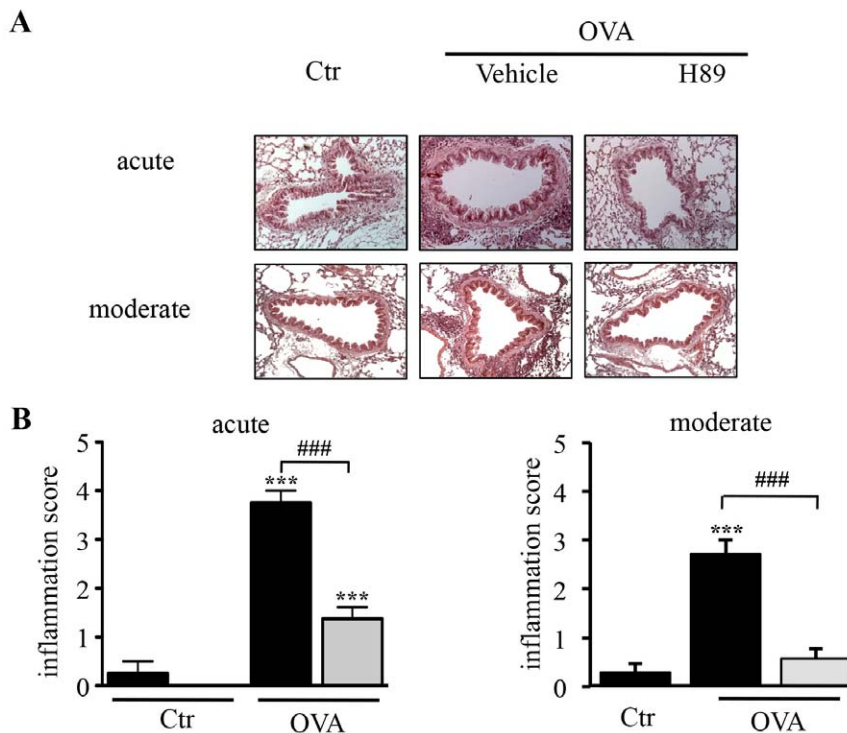 A
OVA
Ctr Vehicle H89
acute
moderate
B
acute
inflammation score
5
4
3
2
1
0
***
###
***
Ctr OVA
moderate
inflammation score
5
4
3
2
1
0
***
###
Ctr OVA